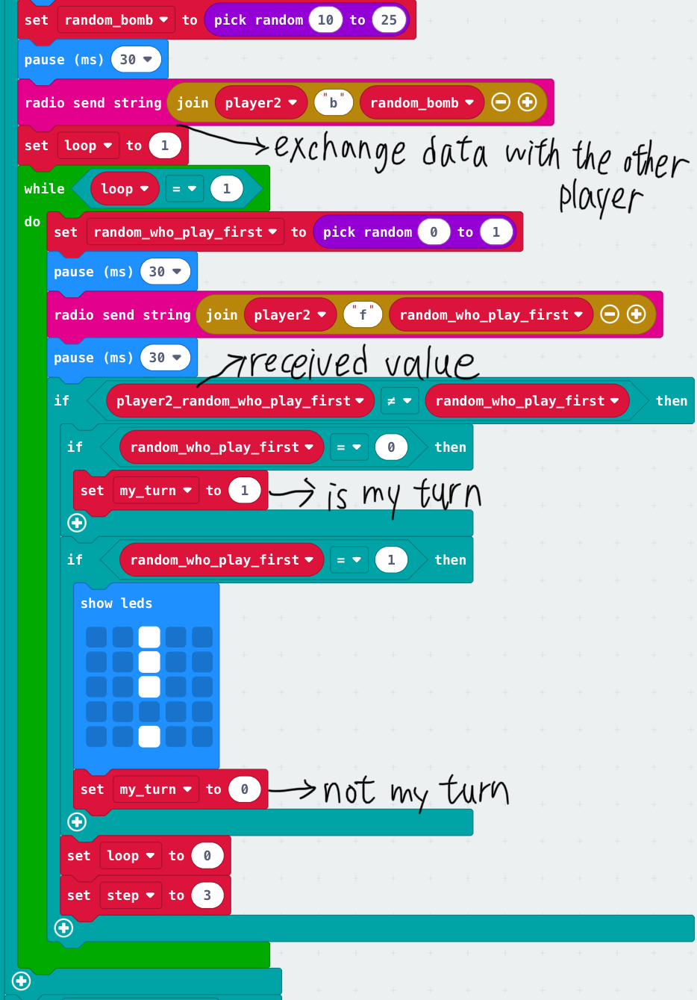 set random_bomb to pick random 10 to 25
pause (ms) 30
radio send string join player2 "b" random_bomb
set loop to 1
exchange data with the other
player
while loop = 1
do
set random_who_play_first to pick random 0 to 1
pause (ms) 30
radio send string join player2 "f" random_who_play_first
pause (ms) 30
received value
if player2_random_who_play_first ≠ random_who_play_first then
if random_who_play_first = 0 then
set my_turn to 1
is my turn
if random_who_play_first = 1 then
show leds
set my_turn to 0
not my turn
set loop to 0
set step to 3